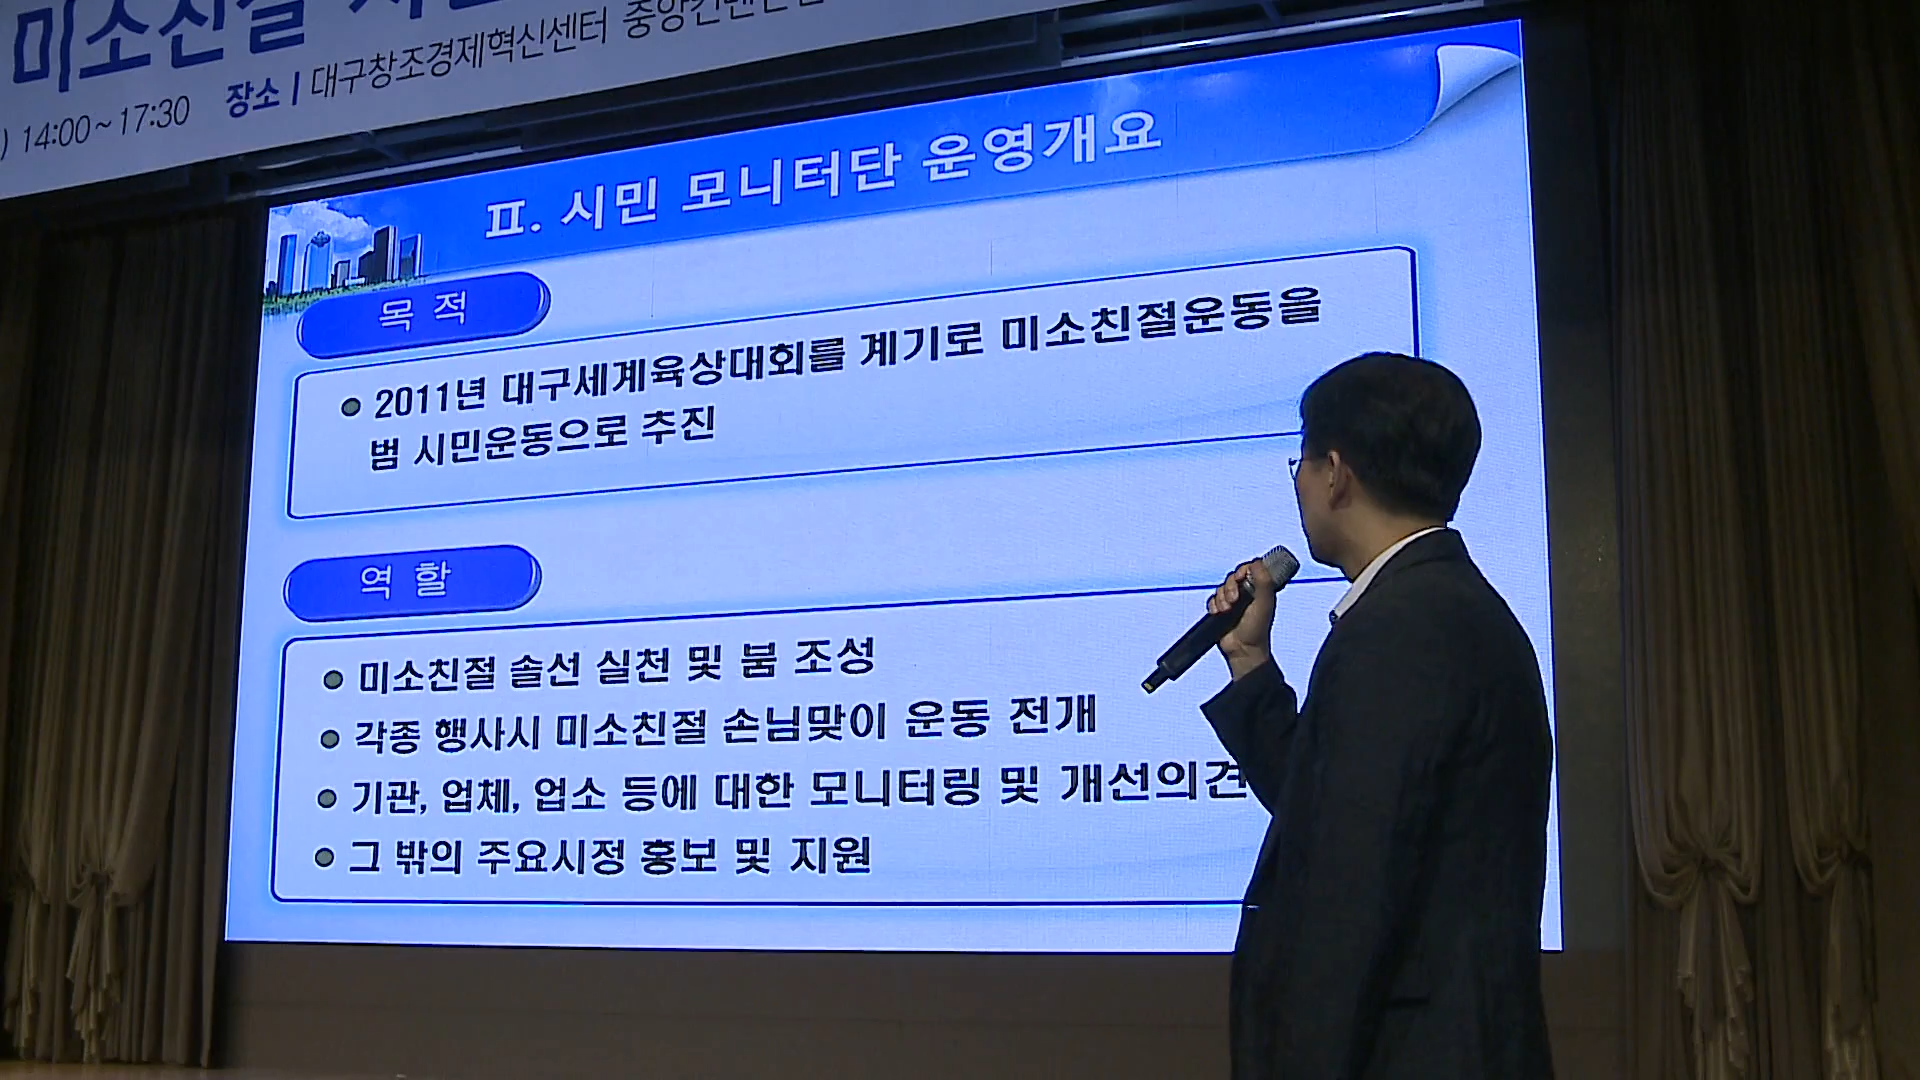 미소친절
) 14:00~17:30 장소 | 대구창조경제혁신센터
Ⅱ. 시민 모니터단 운영개요
목 적
2011년 대구세계육상대회를 계기로 미소친절운동을
범 시민운동으로 추진
역 할
미소친절 솔선 실천 및 붐 조성
각종 행사시 미소친절 손님맞이 운동 전개
기관, 업체, 업소 등에 대한 모니터링 및 개선의견
그 밖의 주요시정 홍보 및 지원